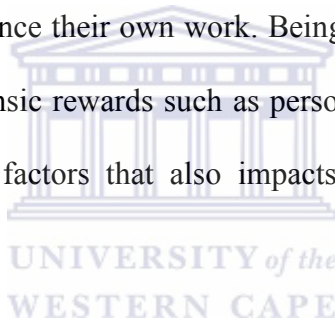 nce their own work. Being
nsic rewards such as perso
factors that also impacts
UNIVERSITY of the
WESTERN CAPE